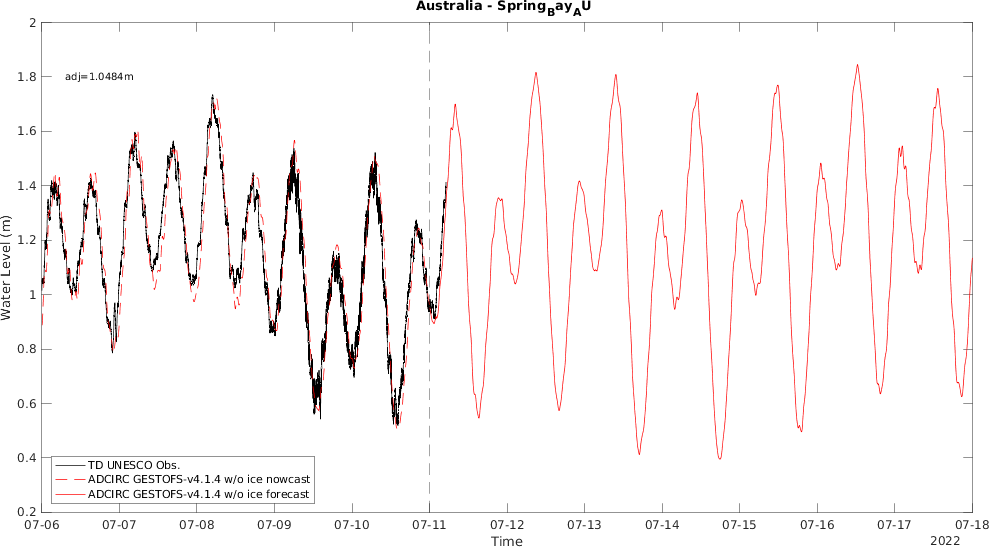 Australia - Spring_Bay_AU
2
1.8
1.6
1.4
1.2
1
0.8
0.6
0.4
0.2
adj=1.0484m
Water Level (m)
TD UNESCO Obs.
ADCIRC GESTOFS-v4.1.4 w/o ice nowcast
ADCIRC GESTOFS-v4.1.4 w/o ice forecast
07-06 07-07 07-08 07-09 07-10 07-11 07-12 07-13 07-14 07-15 07-16 07-17 07-18
Time
2022